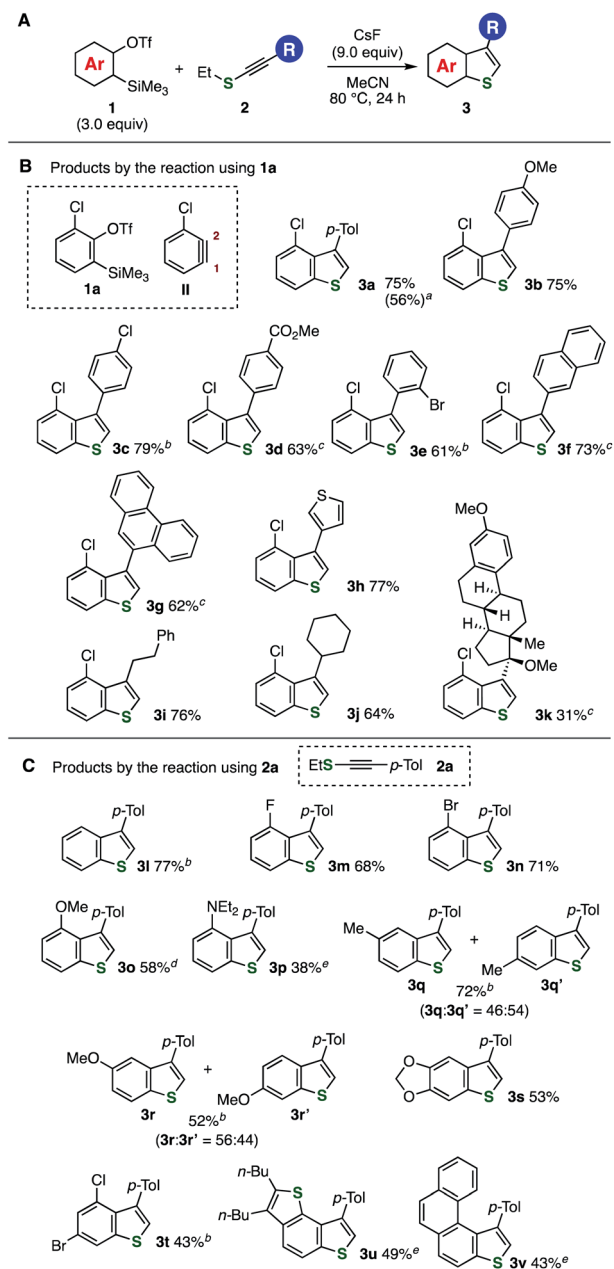 A
OTf
Ar
SiMe3
1
(3.0 equiv)
+
Et
S
R
2
CsF
(9.0 equiv)
MeCN
80 °C, 24 h
R
Ar
S
3
B Products by the reaction using 1a
Cl
OTf
SiMe3
1a
Cl
2
1
II
Cl p-Tol
S
3a 75%
(56%)a
OMe
Cl
S
3b 75%
Cl
Cl
S
3c 79%b
CO2Me
Cl
S
3d 63%c
Cl
Br
S
3e 61%b
Cl
S
3f 73%c
Cl
S
3g 62%c
S
Cl
S
3h 77%
MeO
H
H
H
Me
OMe
Cl
S
3k 31%c
Ph
Cl
S
3i 76%
Cl
S
3j 64%
C Products by the reaction using 2a
EtS p-Tol 2a
p-Tol
S
3l 77%b
F p-Tol
S
3m 68%
Br p-Tol
S
3n 71%
OMe p-Tol
S
3o 58%d
NEt2 p-Tol
S
3p 38%e
Me p-Tol
S
3q
+
p-Tol
Me S
3q'
72%b
(3q:3q' = 46:54)
MeO p-Tol
S
3r
+
p-Tol
MeO S
3r'
52%b
(3r:3r' = 56:44)
O
O
p-Tol
S
3s 53%
Cl p-Tol
Br S
3t 43%b
n-Bu
S
n-Bu
p-Tol
S
3u 49%e
p-Tol
S
3v 43%e